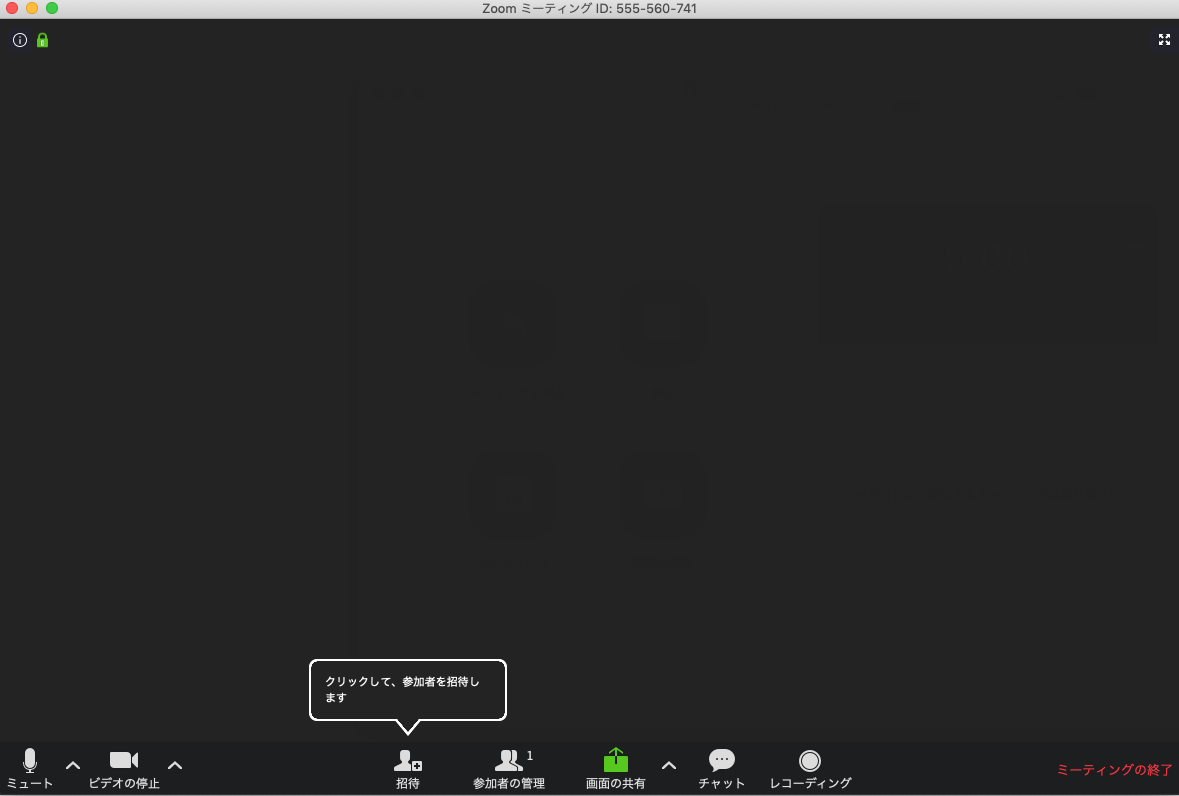 Zoom ミーティング ID: 555-560-741
クリックして、参加者を招待し
ます
1
ミュート
ビデオの停止
招待
参加者の管理
画面の共有
チャット
レコーディング
ミーティングの終了